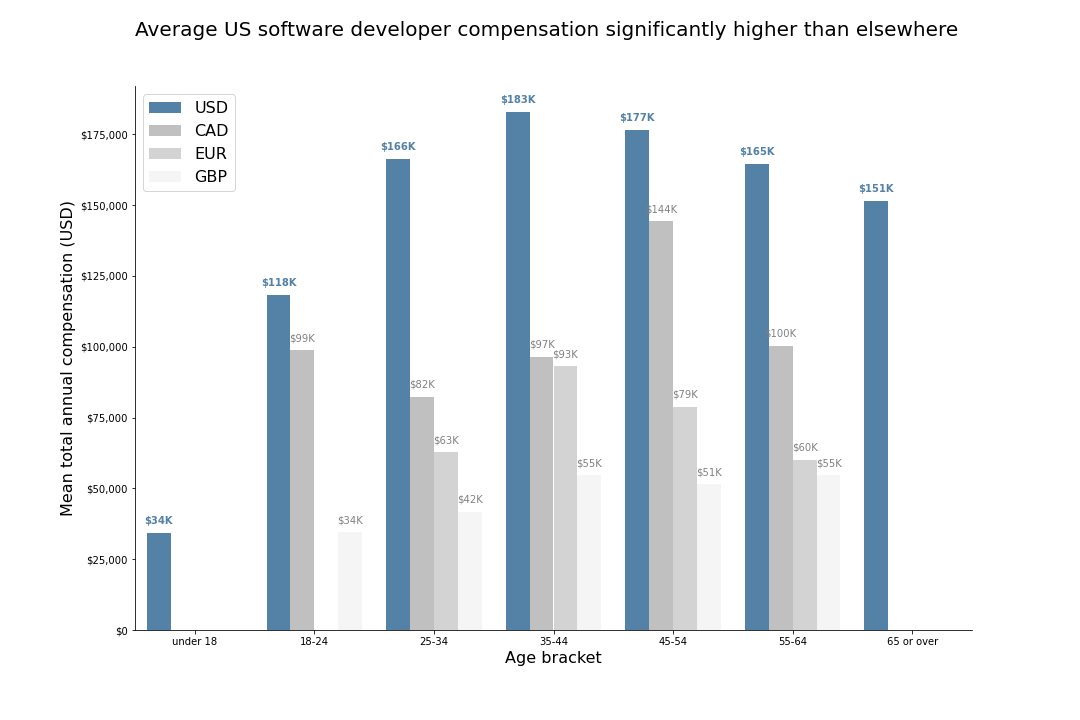 Average US software developer compensation significantly higher than elsewhere
USD
CAD
EUR
GBP
Mean total annual compensation (USD)
$175,000
$150,000
$125,000
$100,000
$75,000
$50,000
$25,000
$0
$34K
$118K
$99K
$34K
$166K
$82K
$63K
$42K
$183K
$97K
$93K
$55K
$177K
$144K
$79K
$51K
$165K
$100K
$60K
$55K
$151K
under 18
18-24
25-34
35-44
45-54
55-64
65 or over
Age bracket